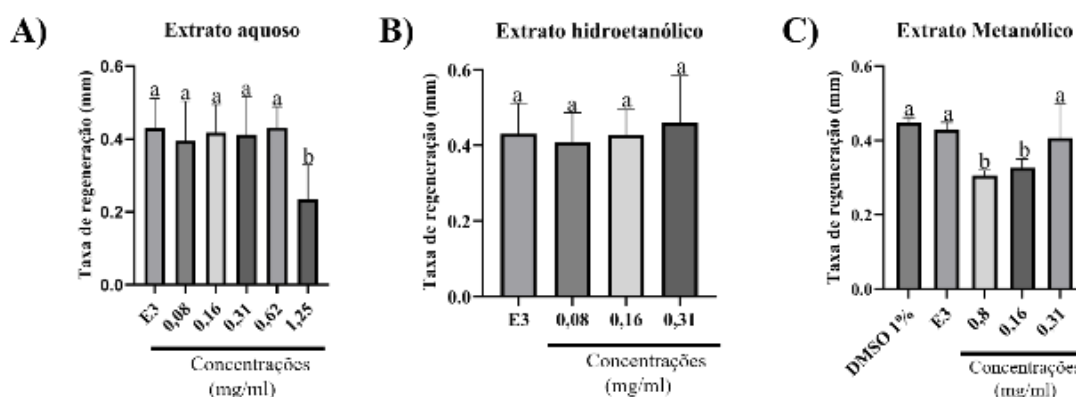 A)
Extrato aquoso
Taxa de regeneração (mm)
0.6
0.4
0.2
0.0
a
a
a
a
a
b
E3
0,08
0,16
0,31
0,62
1,25
Concentrações
(mg/ml)
B)
Extrato hidroetanólico
Taxa de regeneração (mm)
0.6
0.4
0.2
0.0
a
a
a
a
E3
0,08
0,16
0,31
Concentrações
(mg/ml)
C)
Extrato Metanólico
Taxa de regeneração (mm)
0.6
0.4
0.2
0.0
a
a
b
b
a
DMSO 1%
E3
0,8
0,16
0,31
Concentrações
(mg/ml)